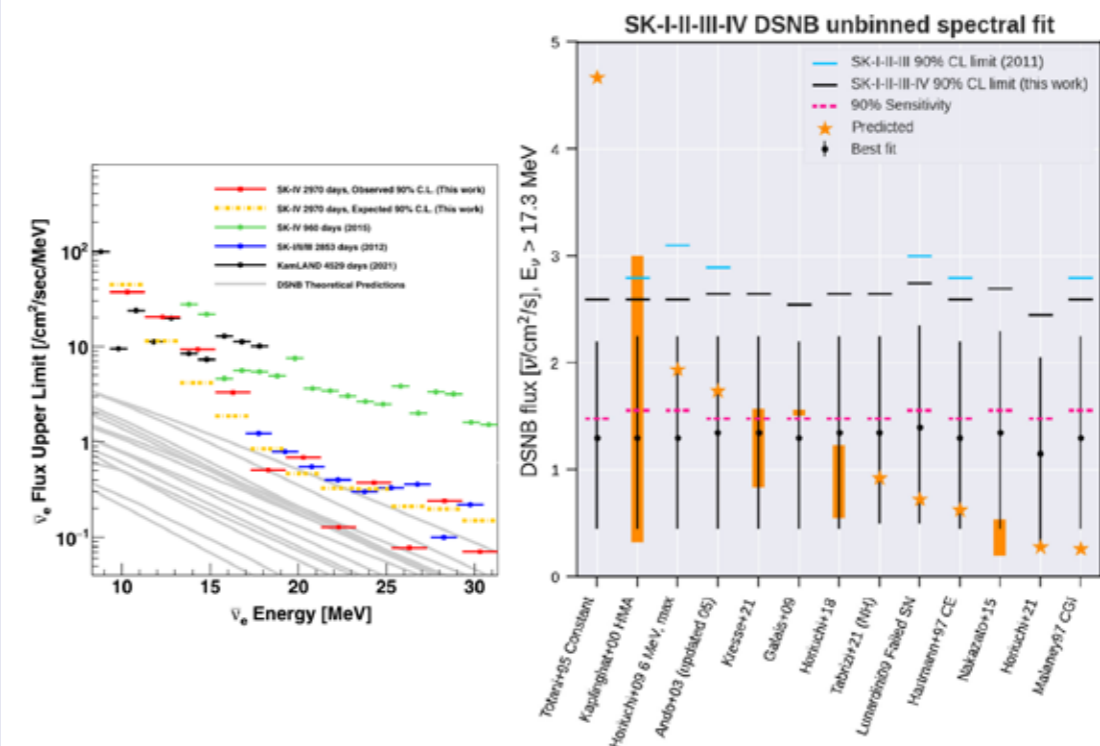 SK-IV 2970 days, Observed 90% C.L. (This work)
SK-IV 2970 days, Expected 90% C.L. (This work)
SK-IV 960 days (2015)
SK-I/II/III 2853 days (2012)
KamLAND 4529 days (2021)
DSNB Theoretical Predictions
ν̄e Flux Upper Limit [/cm²/sec/MeV]
10²
10
1
10⁻¹
10
15
20
25
30
ν̄e Energy [MeV]
SK-I-II-III-IV DSNB unbinned spectral fit
SK-I-II-III 90% CL limit (2011)
SK-I-II-III-IV 90% CL limit (this work)
90% Sensitivity
Predicted
Best fit
DSNB flux [ν̄/cm²/s], Eν > 17.3 MeV
5
4
3
2
1
0
Totani+95 Constant
Kaplinghat+00 HMA
Horiuchi+09 6 MeV, max
Ando+03 (updated 05)
Kresse+21
Galais+09
Horiuchi+18
Tabrizi+21 (NH)
Lunardini09 Failed SN
Hartmann+97 CE
Nakazato+15
Horiuchi+21
Malaney97 CGI